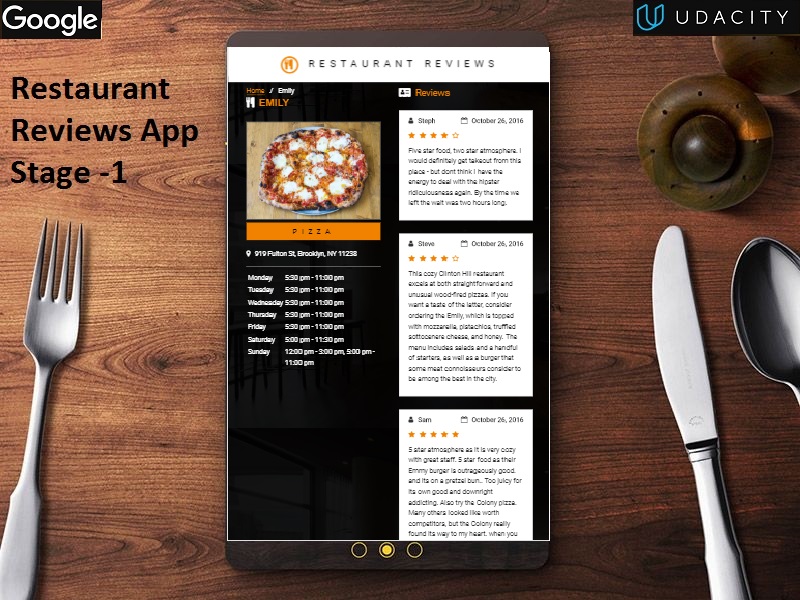 Google
UDACITY
Restaurant
Reviews App
Stage -1
RESTAURANT REVIEWS
Home // Emily
EMILY
PIZZA
919 Fulton St, Brooklyn, NY 11238
Monday 5:30 pm - 11:00 pm
Tuesday 5:30 pm - 11:00 pm
Wednesday 5:30 pm - 11:00 pm
Thursday 5:30 pm - 11:00 pm
Friday 5:30 pm - 11:00 pm
Saturday 5:00 pm - 11:30 pm
Sunday 12:00 pm - 3:00 pm, 5:00 pm -
11:00 pm
Reviews
Steph October 26, 2016
Five star food, two star atmosphere. I
would definitely get takeout from this
place - but dont think I have the
energy to deal with the hipster
ridiculousness again. By the time we
left the wait was two hours long.
Steve October 26, 2016
This cozy Clinton Hill restaurant
excels at both straightforward and
unusual wood-fired pizzas. If you
want a taste of the latter, consider
ordering the Emily, which is topped
with mozzarella, pistachios, truffled
sottocenere cheese, and honey. The
menu includes salads and a handful
of starters, as well as a burger that
some meat connoisseurs consider to
be among the best in the city.
Sam October 26, 2016
5 star atmosphere as it is very cozy
with great staff. 5 star food as their
Emmy burger is outrageously good.
and its on a pretzel bun.. Too juicy for
its own good and downright
addicting. Also try the Colony pizza.
Many others looked like worth
competitors, but the Colony really
found its way to my heart. when you